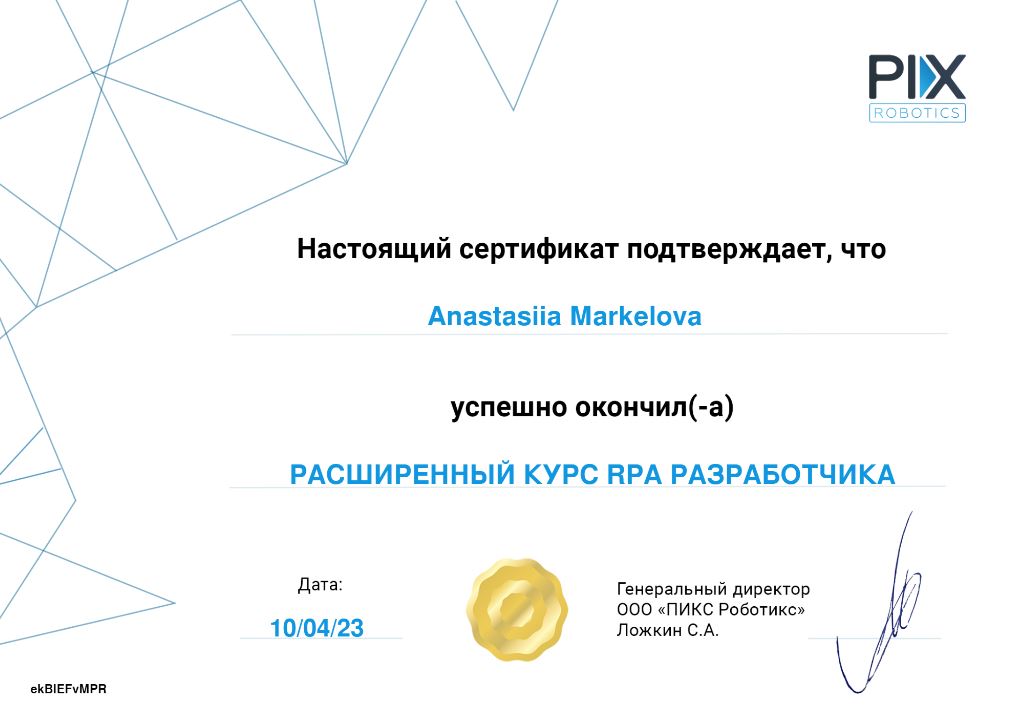 PIX
ROBOTICS
Настоящий сертификат подтверждает, что
Anastasiia Markelova
успешно окончил(-а)
РАСШИРЕННЫЙ КУРС RPA РАЗРАБОТЧИКА
Дата:
10/04/23
Генеральный директор
ООО «ПИКС Роботикс»
Ложкин С.А.
ekBIEFvMPR